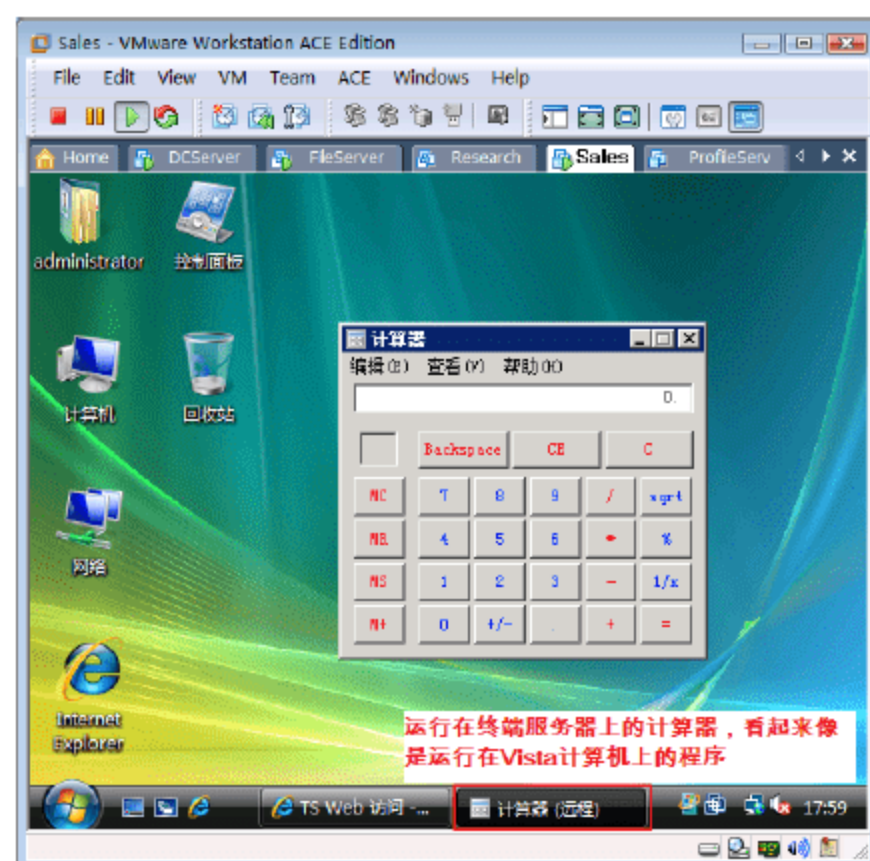 Sales - VMware Workstation ACE Edition
File Edit View VM Team ACE Windows Help
Home DCServer FileServer Research Sales ProfileServ
administrator 控制面板
计算机 回收站
网络
Internet
Explorer
计算器
编辑(E) 查看(V) 帮助(H)
0.
Backspace CE C
MC 7 8 9 / sqrt
MR 4 5 6 * %
MS 1 2 3 - 1/x
M+ 0 +/- . + =
运行在终端服务器上的计算器，看起来像
是运行在Vista计算机上的程序
TS Web 访问 -... 计算器 (远程) 17:59